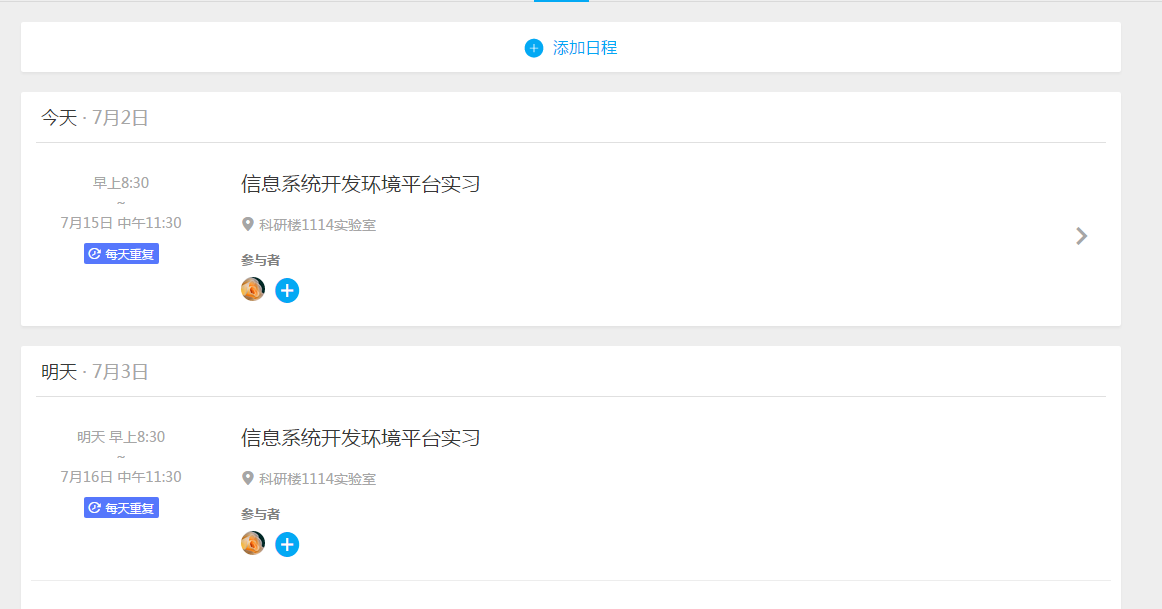 添加日程
今天 · 7月2日
早上8:30
~
7月15日 中午11:30
每天重复
信息系统开发环境平台实习
科研楼1114实验室
参与者
明天 · 7月3日
明天 早上8:30
~
7月16日 中午11:30
每天重复
信息系统开发环境平台实习
科研楼1114实验室
参与者